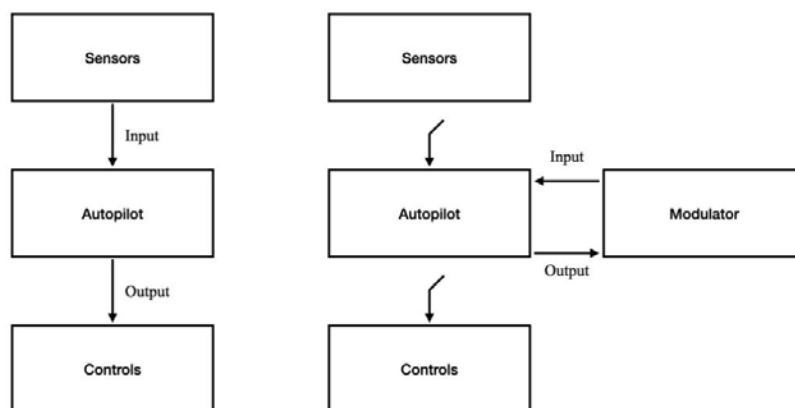 Sensors
Input
Autopilot
Output
Controls
Sensors
Autopilot
Input
Output
Modulator
Controls